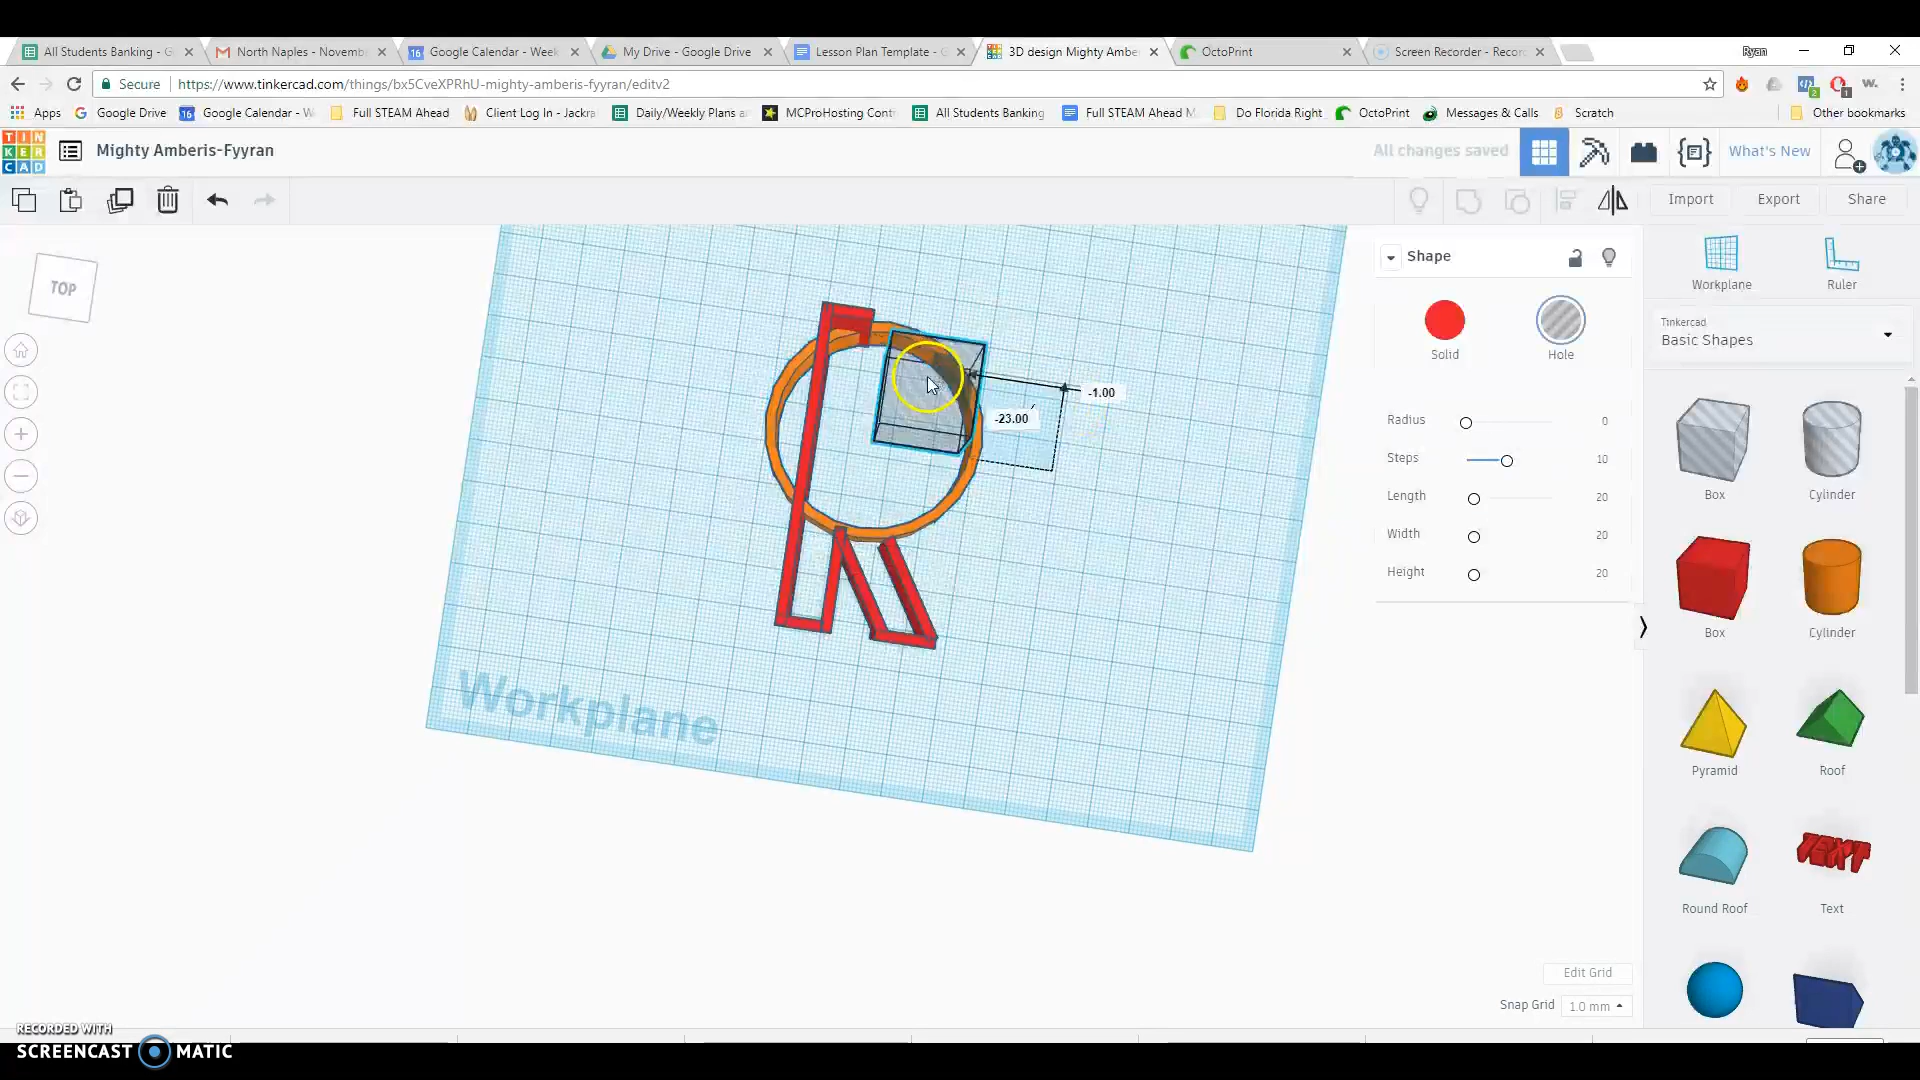 All Students Banking - G
North Naples - Novembe
Google Calendar - Week
My Drive - Google Drive
Lesson Plan Template - G
3D design Mighty Ambe
OctoPrint
Screen Recorder - Recor
Ryan
Secure
https://www.tinkercad.com/things/bx5CveXPRhU-mighty-amberis-fyyran/editv2
Apps
Google Drive
Google Calendar - W
Full STEAM Ahead
Client Log In - Jackra
Daily/Weekly Plans a
MCProHosting Contr
All Students Banking
Full STEAM Ahead M
Do Florida Right
OctoPrint
Messages & Calls
Scratch
Other bookmarks
TIN
KER
CAD
Mighty Amberis-Fyyran
All changes saved
What's New
Import
Export
Share
TOP
-1.00
-23.00
Workplane
Shape
Solid
Hole
Radius 0
Steps 10
Length 20
Width 20
Height 20
Workplane
Ruler
Tinkercad
Basic Shapes
Box
Cylinder
Box
Cylinder
Pyramid
Roof
TEXT
Round Roof
Text
Edit Grid
Snap Grid 1.0 mm
RECORDED WITH
SCREENCAST MATIC